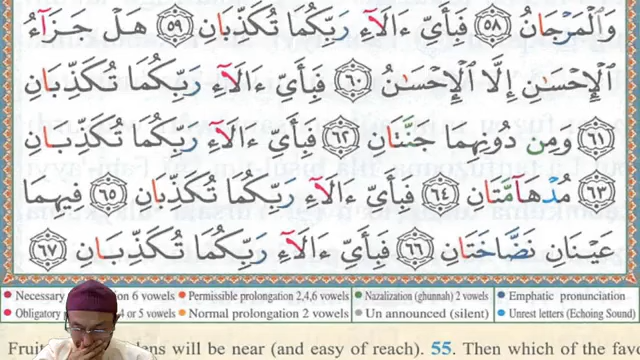 وَالْمَرْجَانُ ٥٨ فَبِأَيِّ ءَالَآءِ رَبِّكُمَا تُكَذِّبَانِ ٥٩ هَلْ جَزَآءُ
الْإِحْسَٰنِ إِلَّا الْإِحْسَٰنُ ٦٠ فَبِأَيِّ ءَالَآءِ رَبِّكُمَا تُكَذِّبَانِ
٦١ وَمِن دُونِهِمَا جَنَّتَانِ ٦٢ فَبِأَيِّ ءَالَآءِ رَبِّكُمَا تُكَذِّبَانِ
٦٣ مُدْهَآمَّتَانِ ٦٤ فَبِأَيِّ ءَالَآءِ رَبِّكُمَا تُكَذِّبَانِ ٦٥ فِيهِمَا
عَيْنَانِ نَضَّاخَتَانِ ٦٦ فَبِأَيِّ ءَالَآءِ رَبِّكُمَا تُكَذِّبَانِ ٦٧
Necessary on 6 vowels Permissible prolongation 2,4,6 vowels Nazalization (ghunnah) 2 vowels Emphatic pronunciation
Obligatory 4 or 5 vowels) Normal prolongation 2 vowels Un announced (silent) Unrest letters (Echoing Sound)
Fruit ens will be near (and easy of reach). 55. Then which of the fav